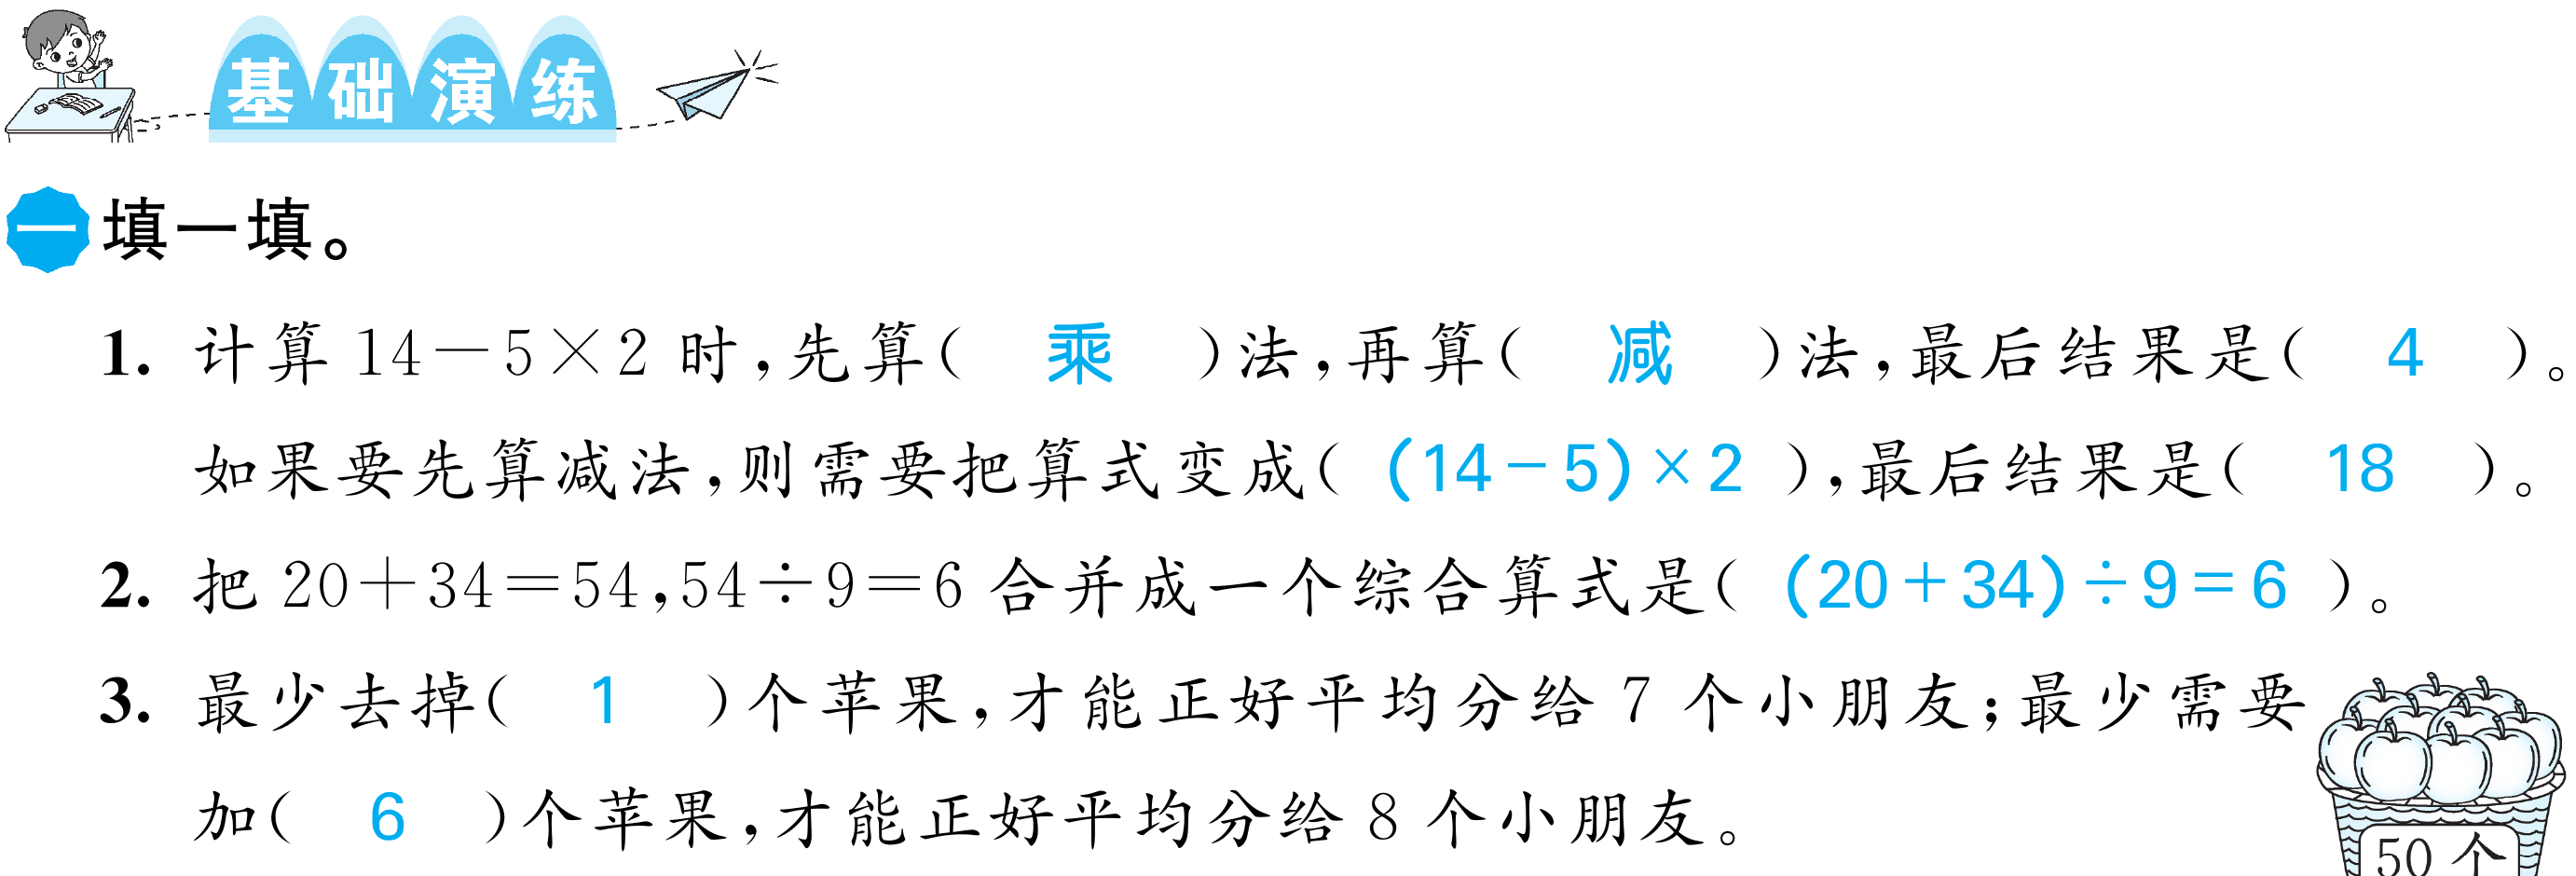 基础演练
一 填一填。
1. 计算 14－5×2 时,先算( 乘 )法,再算( 减 )法,最后结果是( 4 )。
如果要先算减法,则需要把算式变成( (14－5)×2 ),最后结果是( 18 )。
2. 把 20＋34＝54,54÷9＝6 合并成一个综合算式是( (20＋34)÷9＝6 )。
3. 最少去掉( 1 )个苹果,才能正好平均分给 7 个小朋友;最少需要
加( 6 )个苹果,才能正好平均分给 8 个小朋友。
50 个